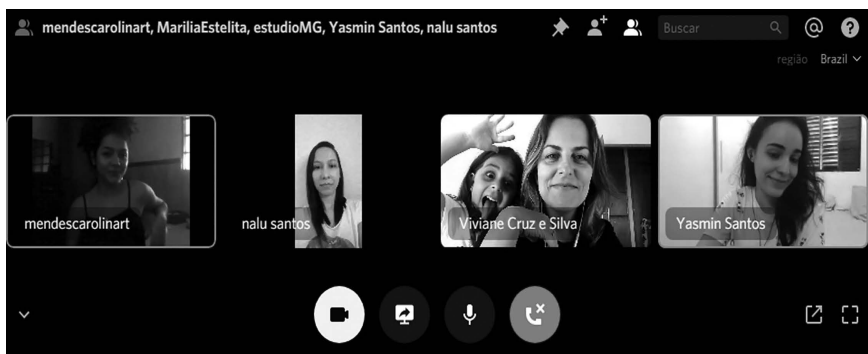 mendescarolinart, MariliaEstelita, estudioMG, Yasmin Santos, nalu santos
Buscar
região Brazil
mendescarolinart
nalu santos
Viviane Cruz e Silva
Yasmin Santos